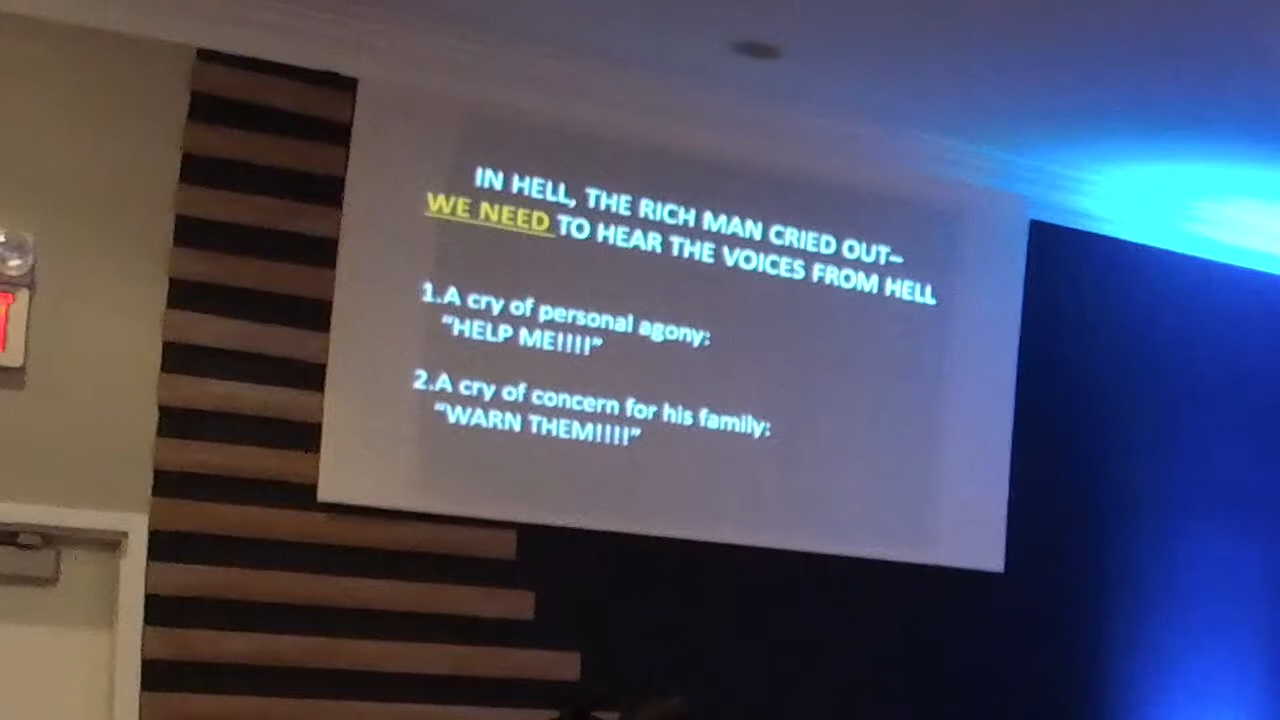 IN HELL, THE RICH MAN CRIED OUT–
WE NEED TO HEAR THE VOICES FROM HELL
1.A cry of personal agony:
"HELP ME!!!!"
2.A cry of concern for his family:
"WARN THEM!!!!"